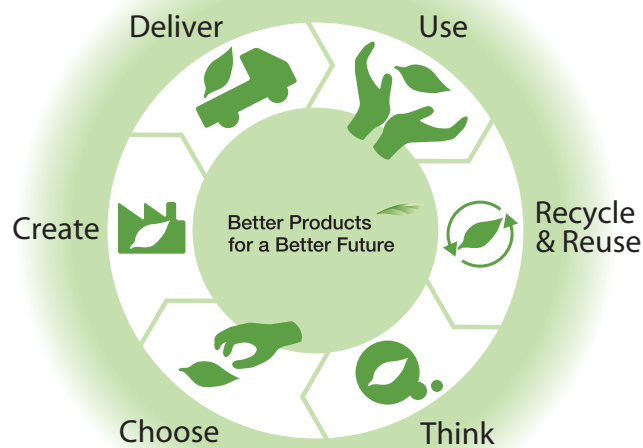 Deliver
Use
Create
Better Products
for a Better Future
Recycle
& Reuse
Choose
Think